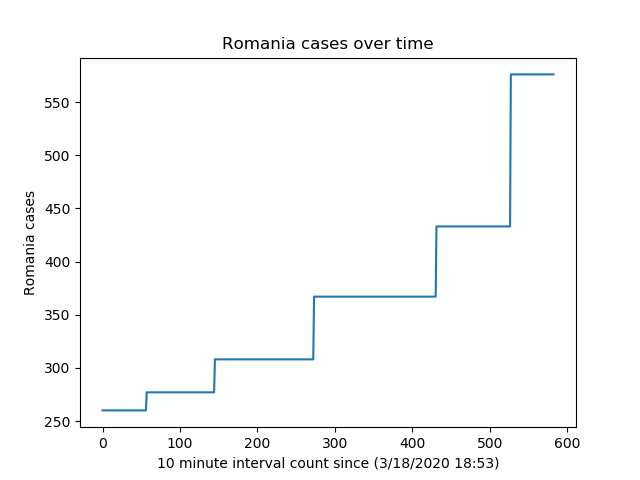 Romania cases over time
550
500
450
400
350
300
250
Romania cases
0 100 200 300 400 500 600
10 minute interval count since (3/18/2020 18:53)